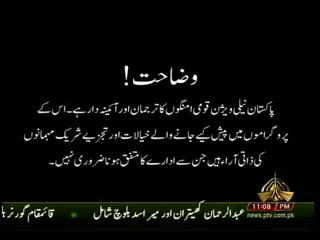 وضاحت!
پاکستان ٹیلی ویژن قومی امنگوں کا ترجمان اور آئینہ دار ہے۔ اس کے
پروگراموں میں پیش کیے جانے والے خیالات اور تجزیے شریک مہمانوں
کی ذاتی آراء ہیں جن سے ادارے کا متفق ہونا ضروری نہیں۔
11:08 PM
news.ptv.com.pk
عبدالرحمان کھیتران اور میر اسد بلوچ شامل ★ قائمقام گورنر